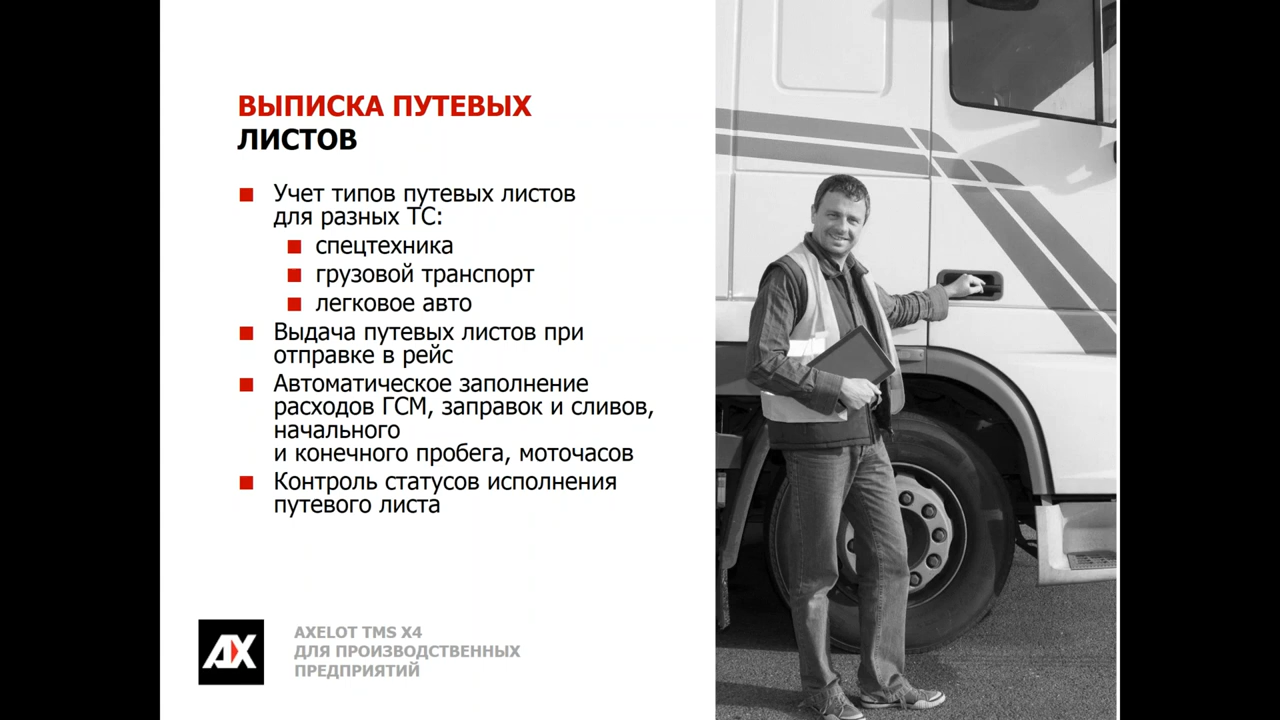 ВЫПИСКА ПУТЕВЫХ
ЛИСТОВ
Учет типов путевых листов
для разных ТС:
спецтехника
грузовой транспорт
легковое авто
Выдача путевых листов при
отправке в рейс
Автоматическое заполнение
расходов ГСМ, заправок и сливов,
начального
и конечного пробега, моточасов
Контроль статусов исполнения
путевого листа
AX
AXELOT TMS X4
ДЛЯ ПРОИЗВОДСТВЕННЫХ
ПРЕДПРИЯТИЙ